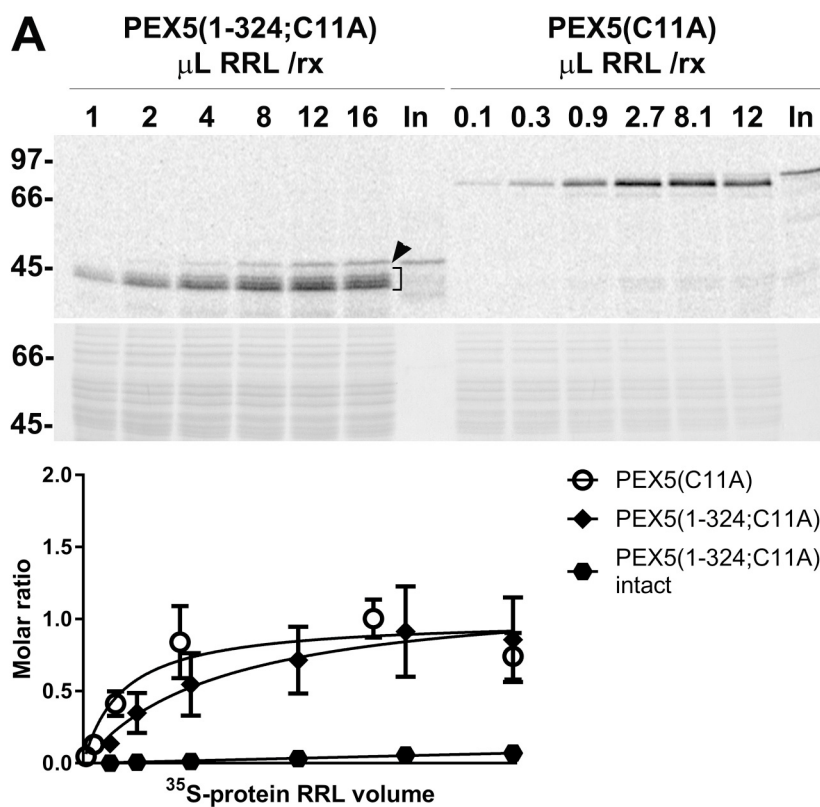 A
PEX5(1-324;C11A)
μL RRL /rx
PEX5(C11A)
μL RRL /rx
1 2 4 8 12 16 In 0.1 0.3 0.9 2.7 8.1 12 In
97-
66-
45-
66-
45-
2.0
1.5
1.0
0.5
0.0
Molar ratio
35S-protein RRL volume
PEX5(C11A)
PEX5(1-324;C11A)
PEX5(1-324;C11A)
intact